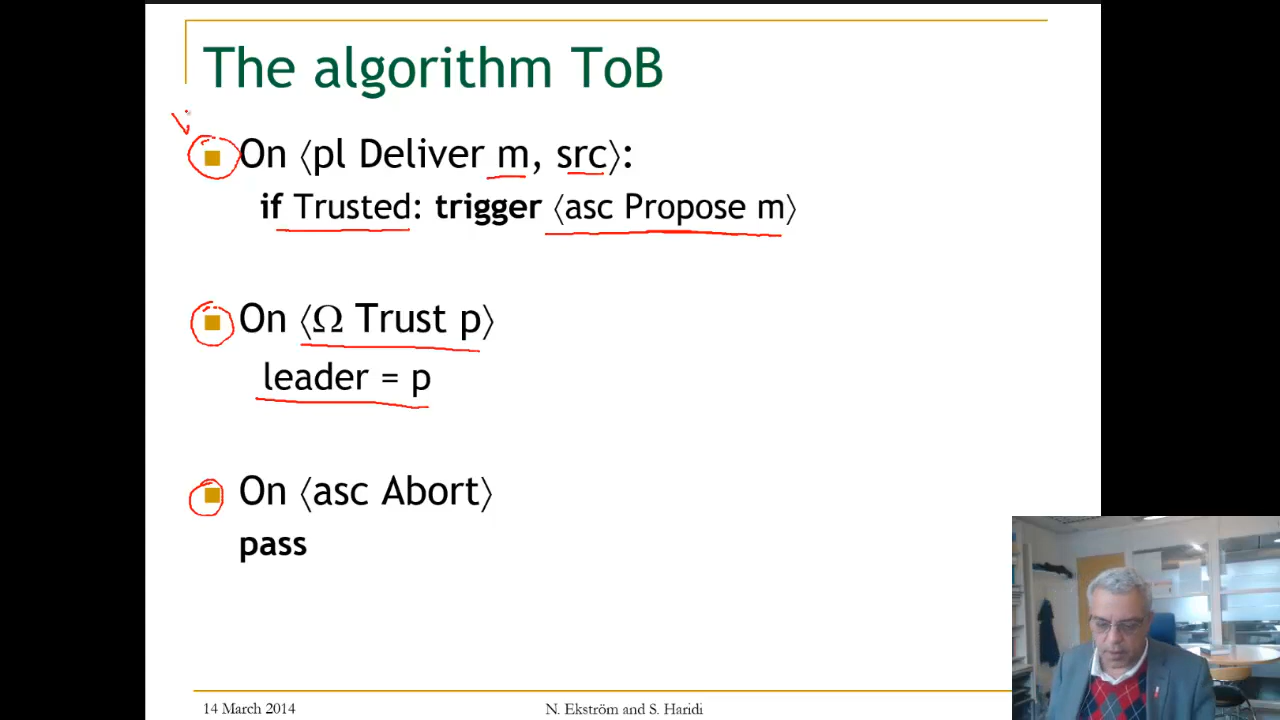 The algorithm ToB
On ⟨pl Deliver m, src⟩:
if Trusted: trigger ⟨asc Propose m⟩
On ⟨Ω Trust p⟩
leader = p
On ⟨asc Abort⟩
pass
14 March 2014
N. Ekström and S. Haridi